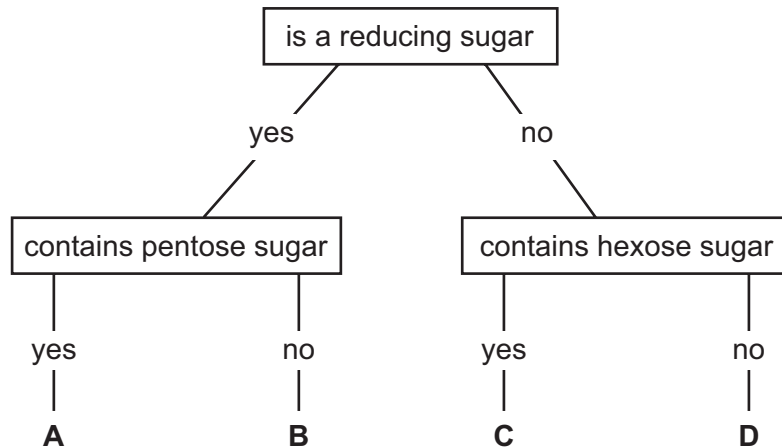 is a reducing sugar
yes
no
contains pentose sugar
contains hexose sugar
yes
no
yes
no
A
B
C
D